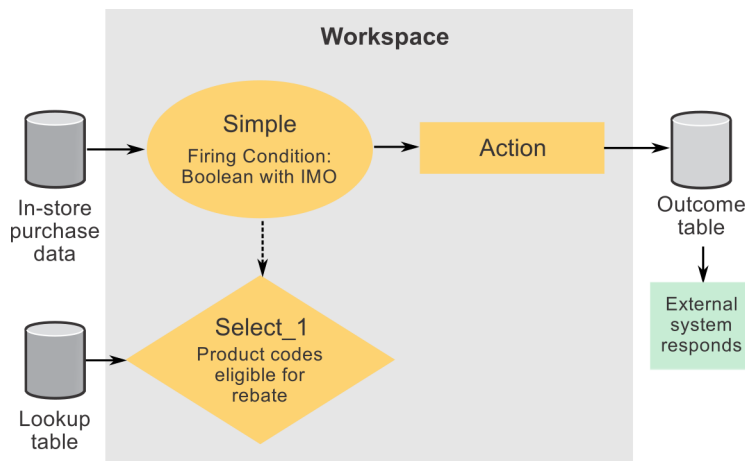 Workspace
Simple
Firing Condition:
Boolean with IMO
Action
In-store
purchase
data
Outcome
table
External
system
responds
Select_1
Product codes
eligible for
rebate
Lookup
table